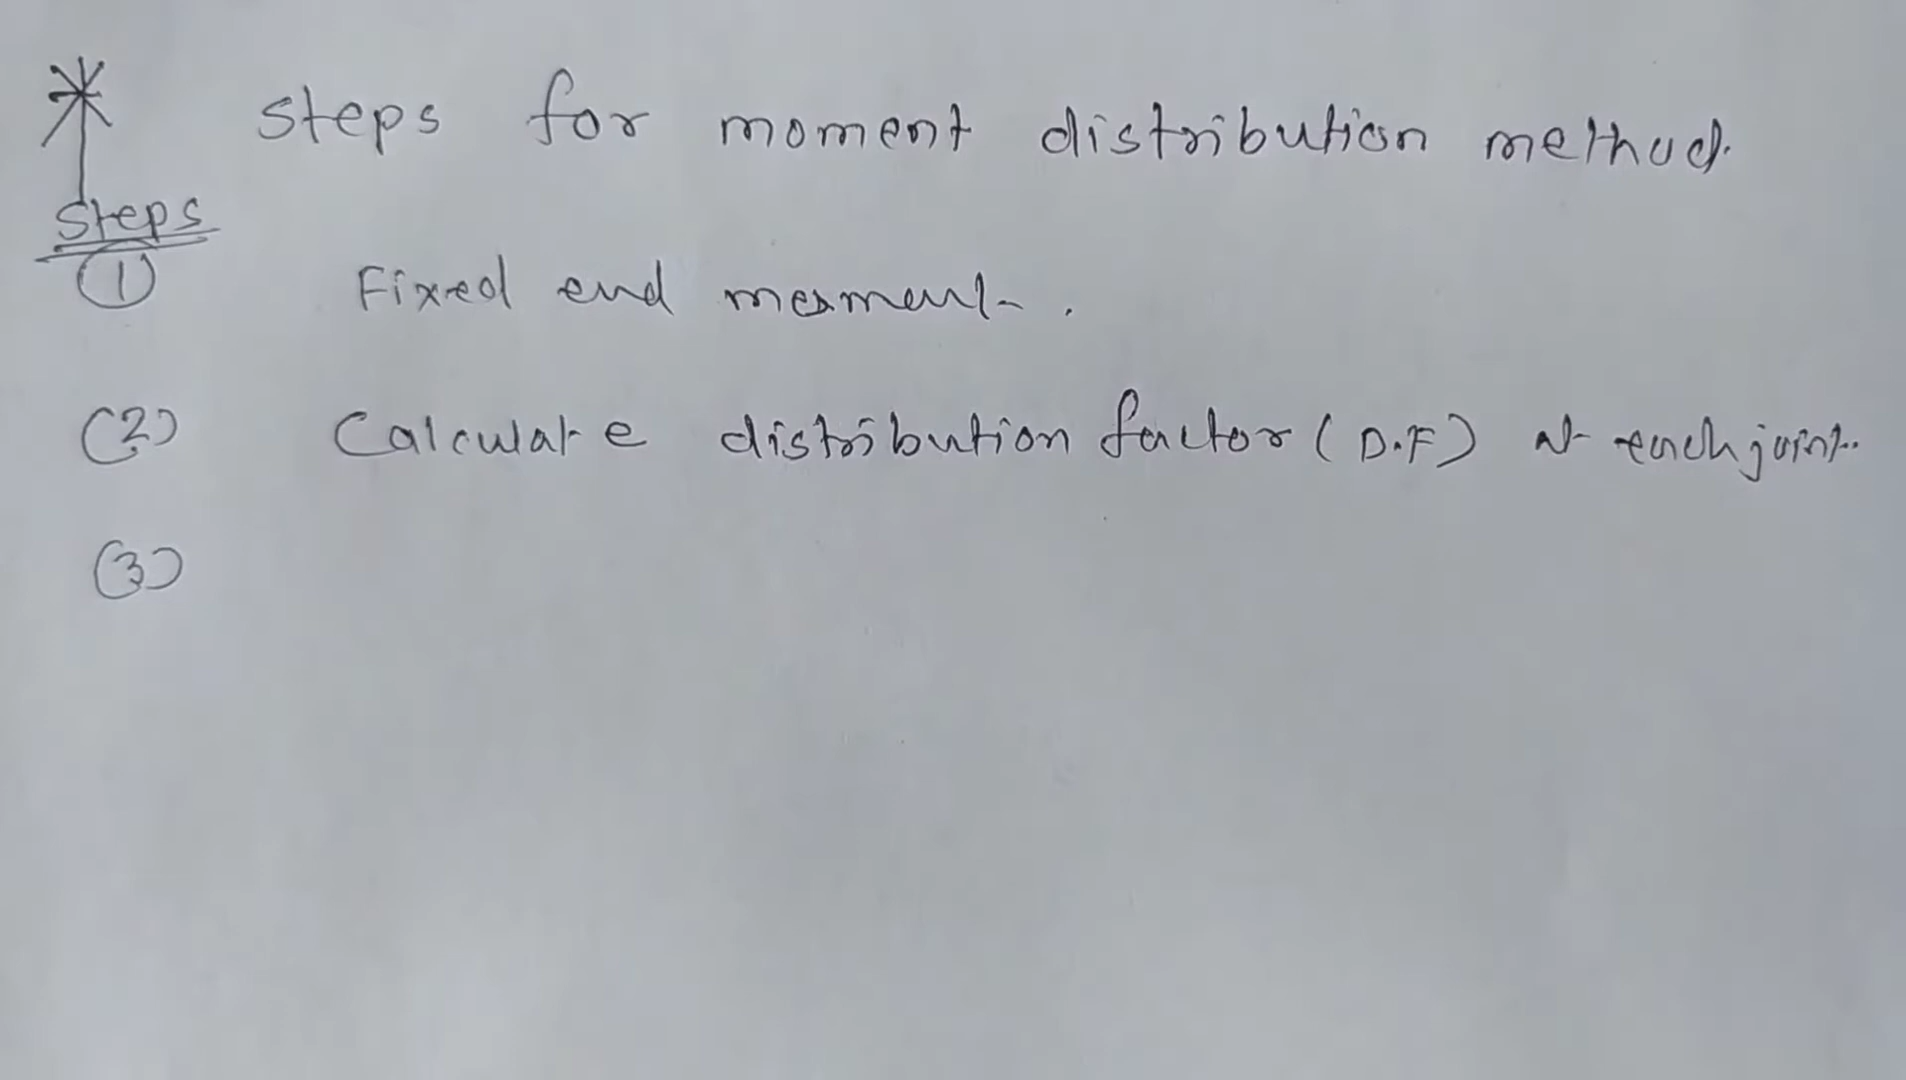 * steps for moment distribution method.
Steps
(1) Fixed end moment.
(2) Calculate distribution factor (D.F) at each joint.
(3)